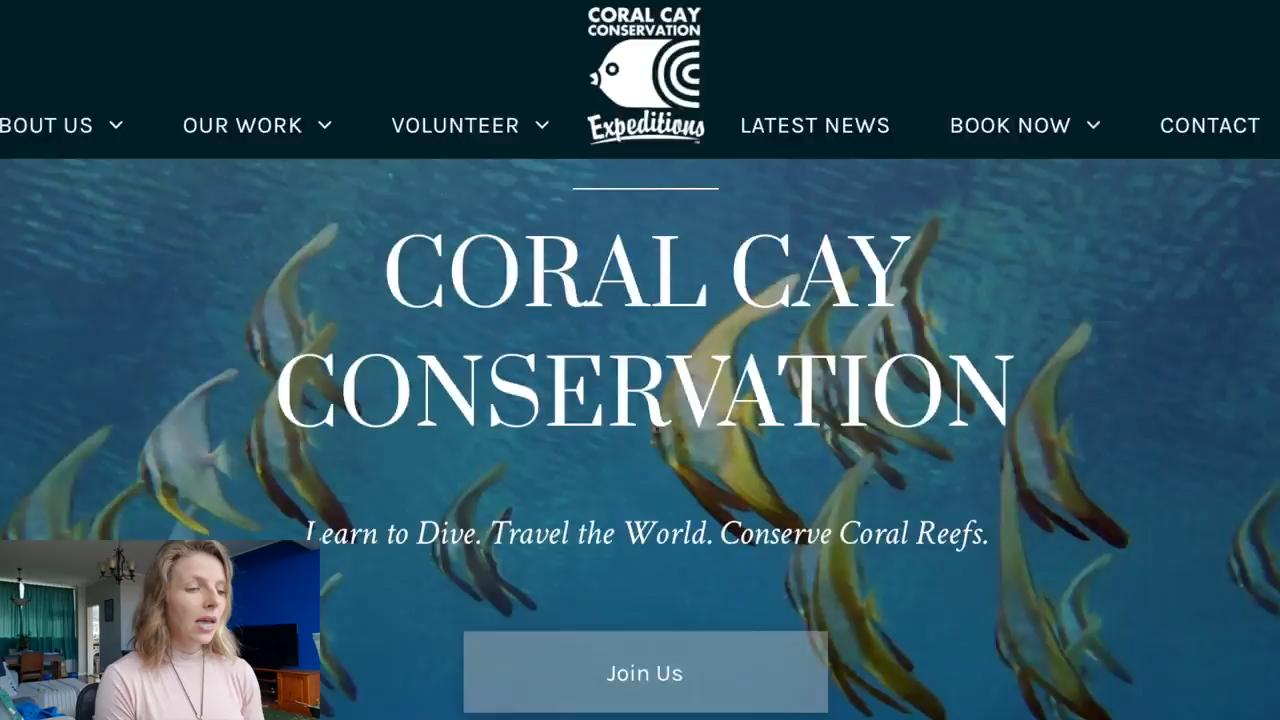 CORAL CAY
CONSERVATION
Expeditions
BOUT US
OUR WORK
VOLUNTEER
LATEST NEWS
BOOK NOW
CONTACT
CORAL CAY
CONSERVATION
Learn to Dive. Travel the World. Conserve Coral Reefs.
Join Us